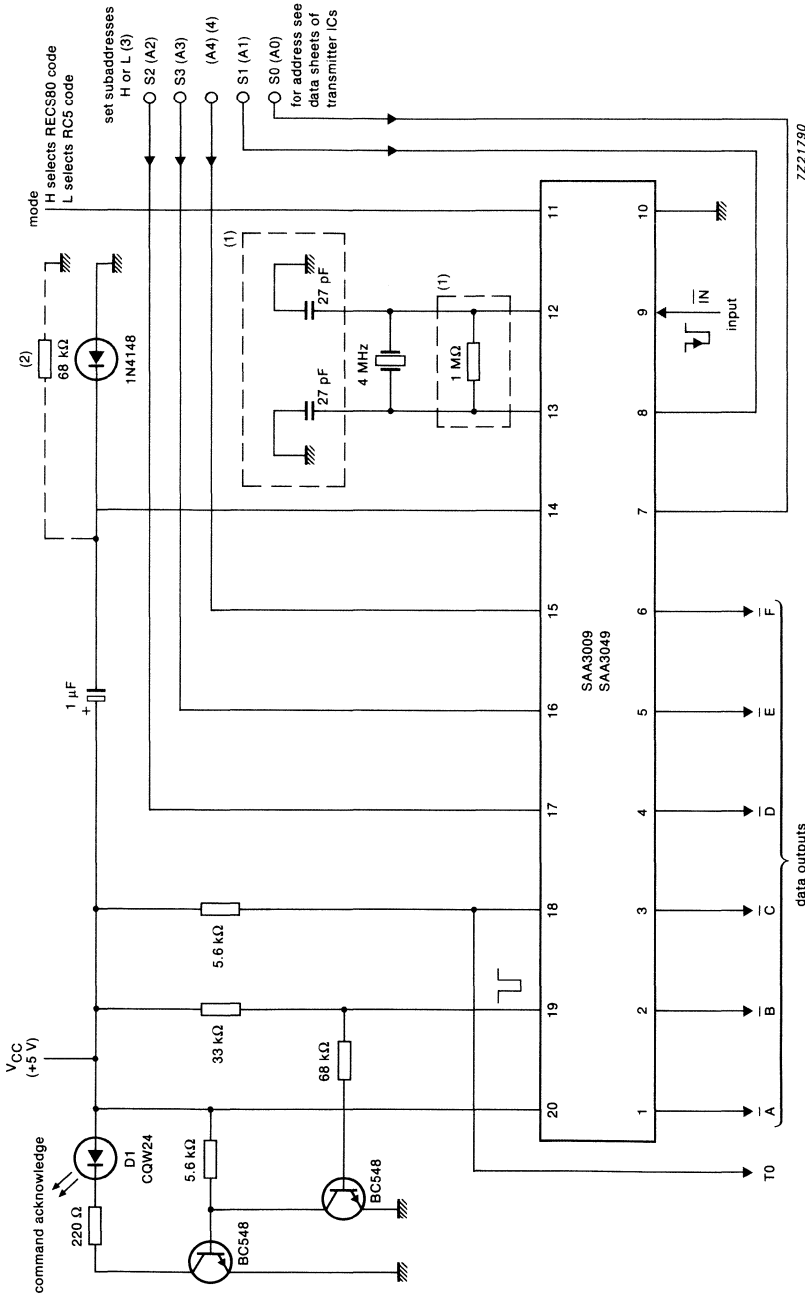 mode
H selects RECS80 code
L selects RC5 code
set subaddresses
H or L (3)
S2 (A2)
S3 (A3)
(A4) (4)
S1 (A1)
S0 (A0)
for address see
data sheets of
transmitter ICs
(2)
68 kΩ
1N4148
1 μF
+
VCC
(+5 V)
command acknowledge
D1
CQW24
220 Ω
5.6 kΩ
BC548
68 kΩ
BC548
33 kΩ
5.6 kΩ
(1)
27 pF
27 pF
4 MHz
(1)
1 MΩ
20
19
18
17
16
15
14
13
12
11
SAA3009
SAA3049
1
2
3
4
5
6
7
8
9
10
T0
A̅
B̅
C̅
D̅
E̅
F̅
I̅N̅
input
data outputs
7Z21790